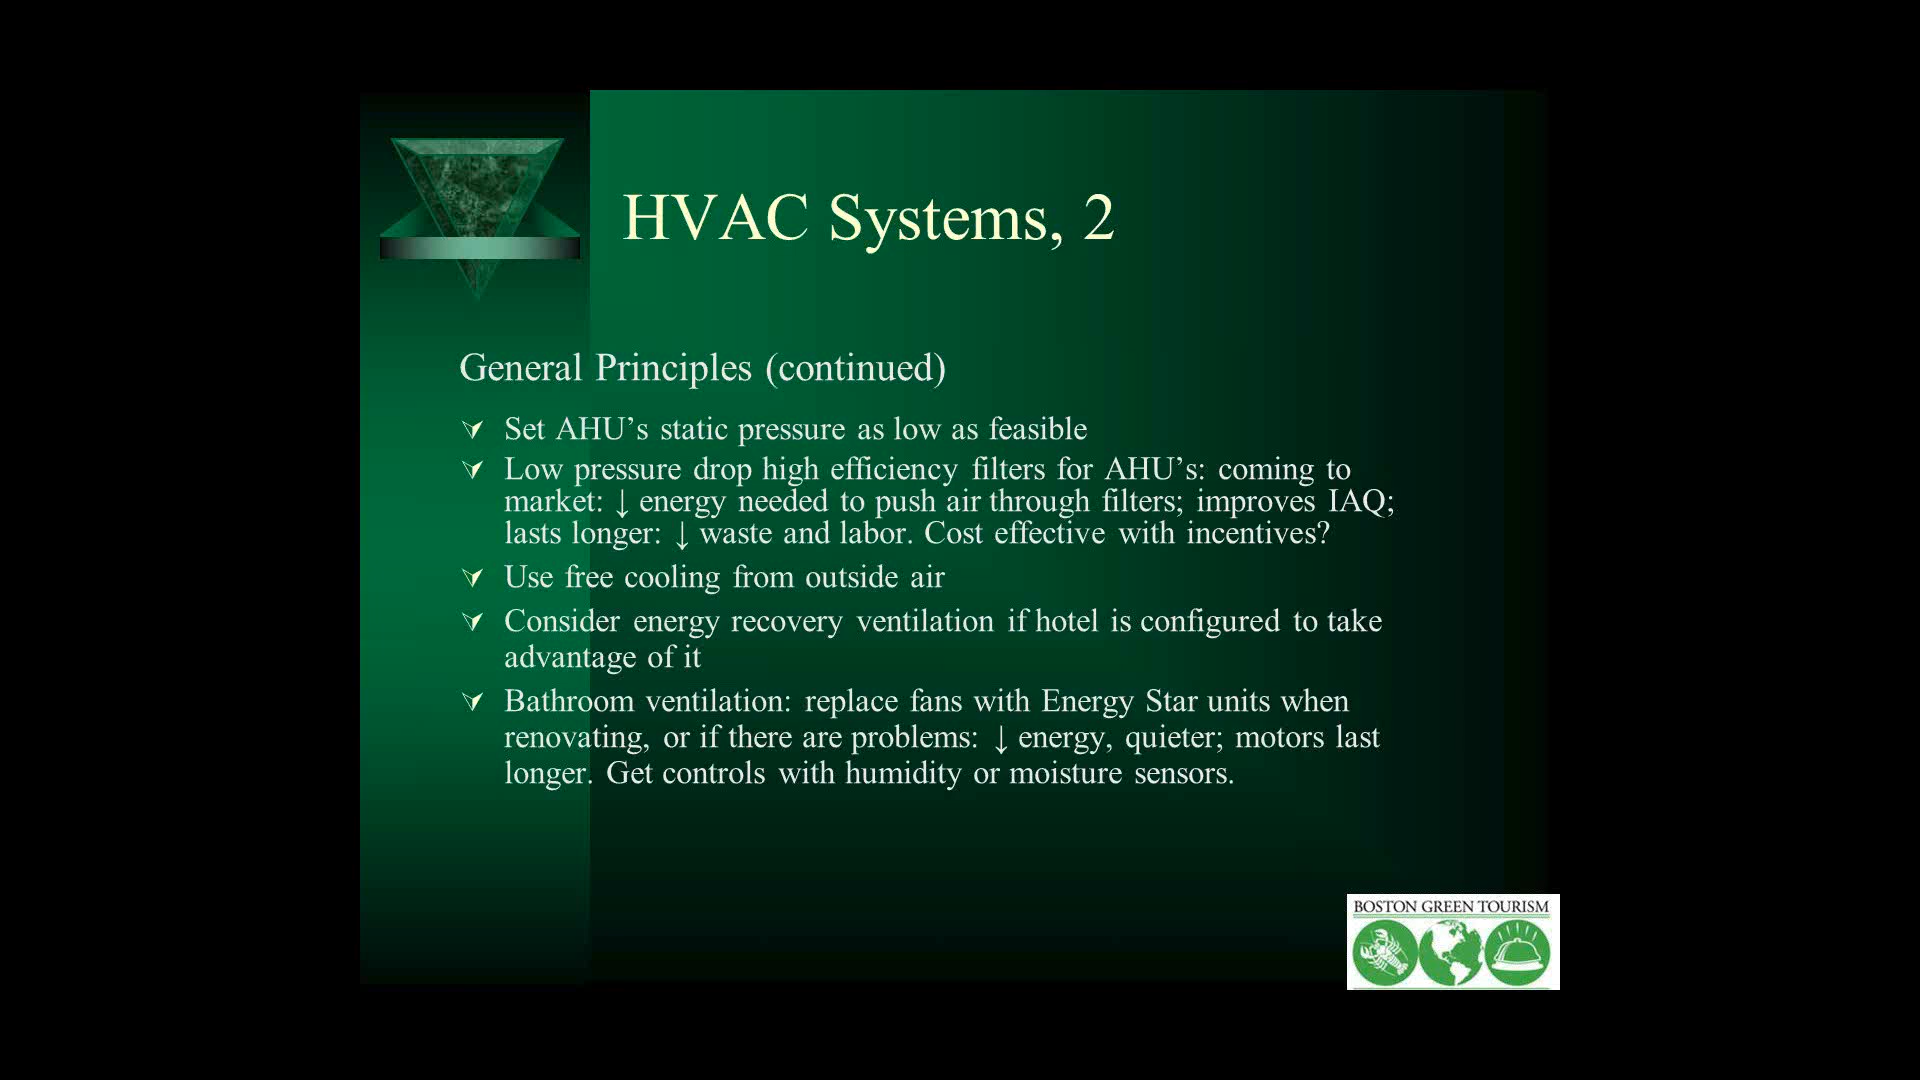 HVAC Systems, 2
General Principles (continued)
Set AHU’s static pressure as low as feasible
Low pressure drop high efficiency filters for AHU’s: coming to
market: ↓ energy needed to push air through filters; improves IAQ;
lasts longer: ↓ waste and labor. Cost effective with incentives?
Use free cooling from outside air
Consider energy recovery ventilation if hotel is configured to take
advantage of it
Bathroom ventilation: replace fans with Energy Star units when
renovating, or if there are problems: ↓ energy, quieter; motors last
longer. Get controls with humidity or moisture sensors.
BOSTON GREEN TOURISM